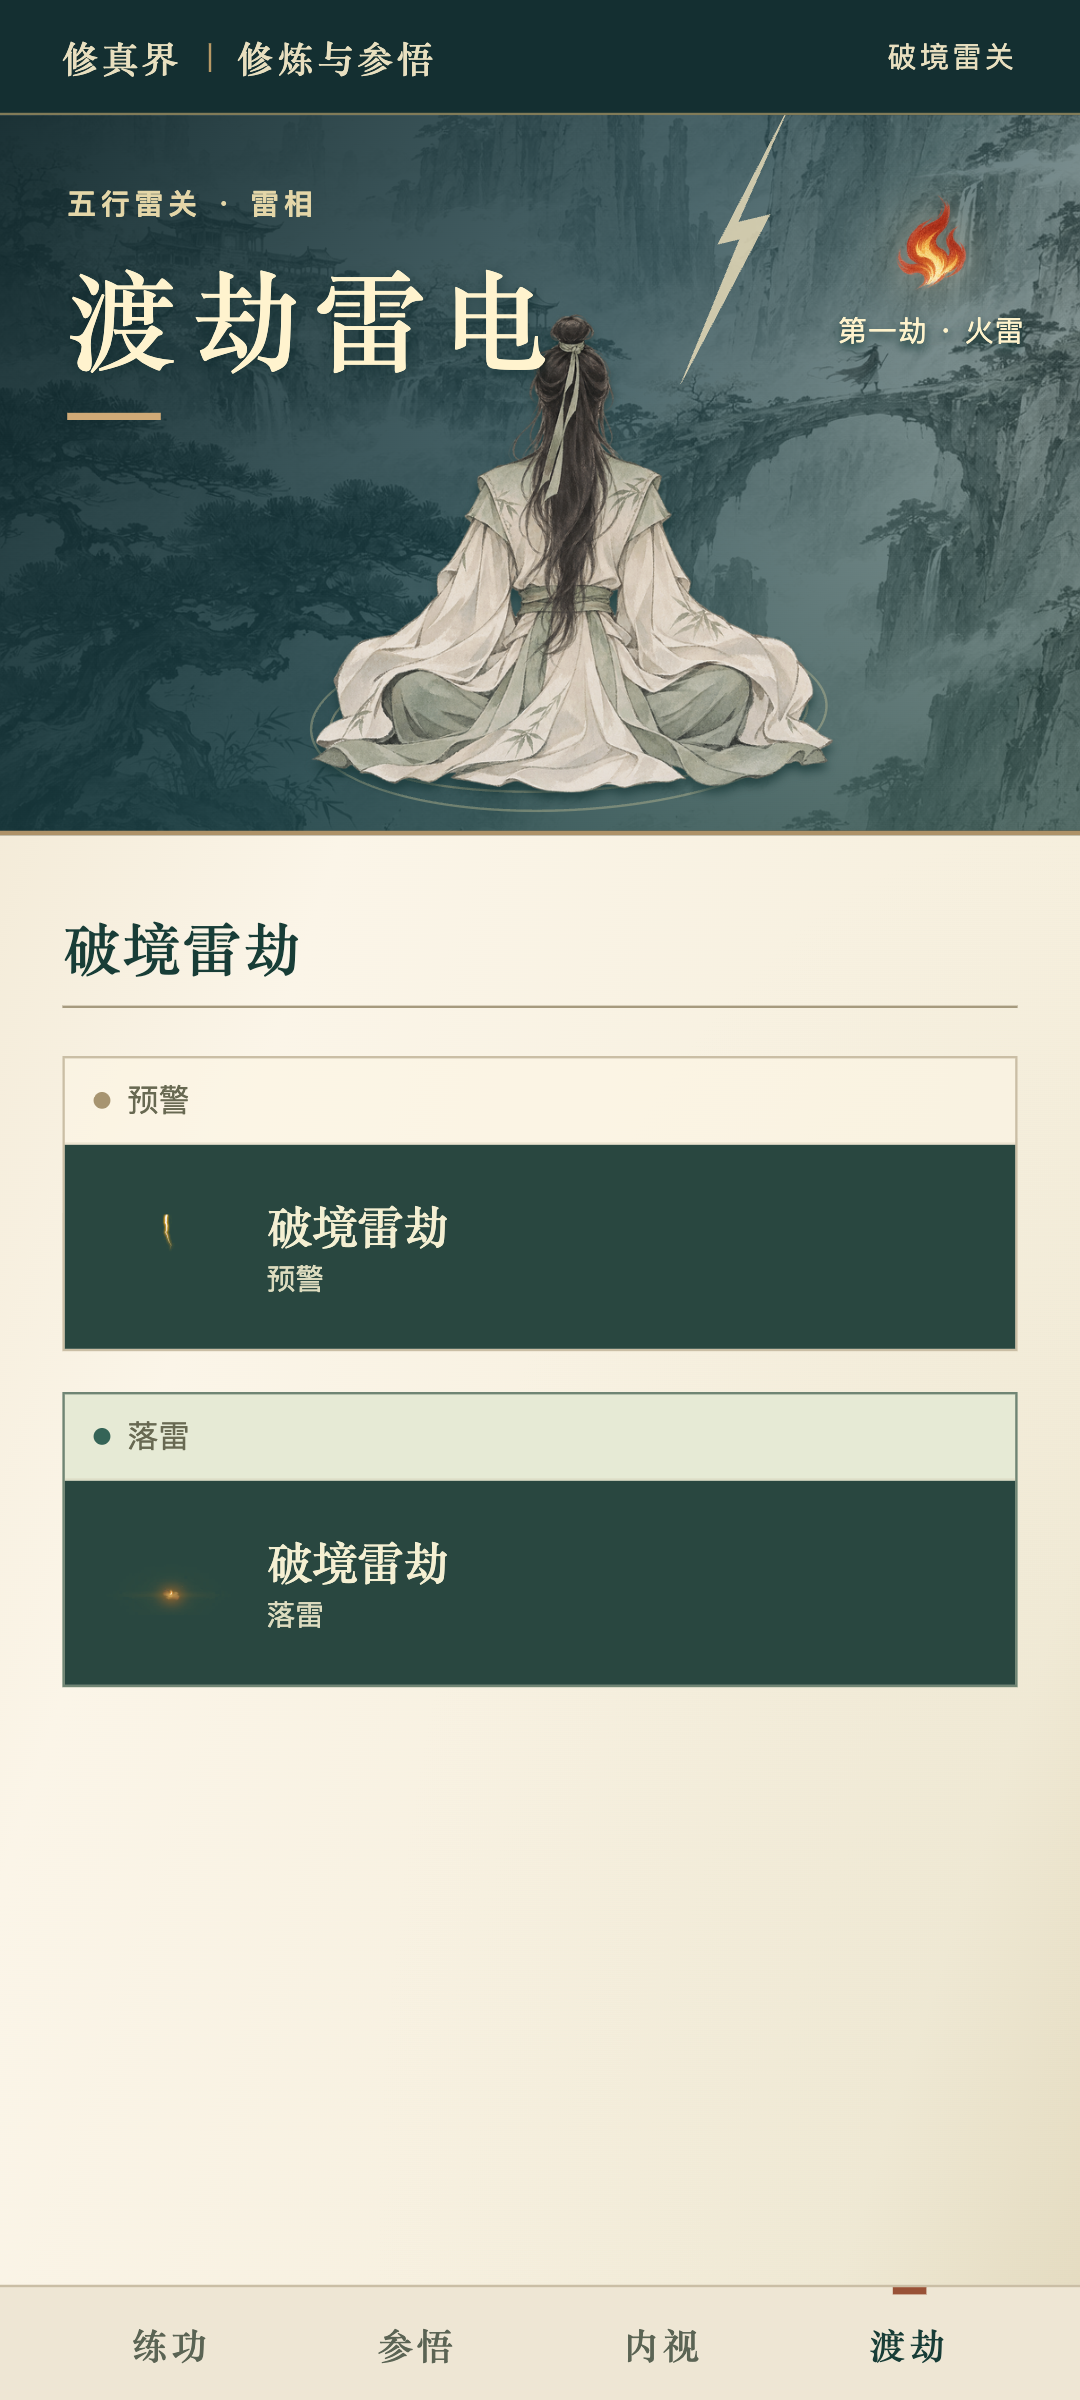 修真界 | 修炼与参悟
破境雷关
五行雷关 · 雷相
渡劫雷电
第一劫 · 火雷
破境雷劫
预警
破境雷劫
预警
落雷
破境雷劫
落雷
练功 参悟 内视 渡劫